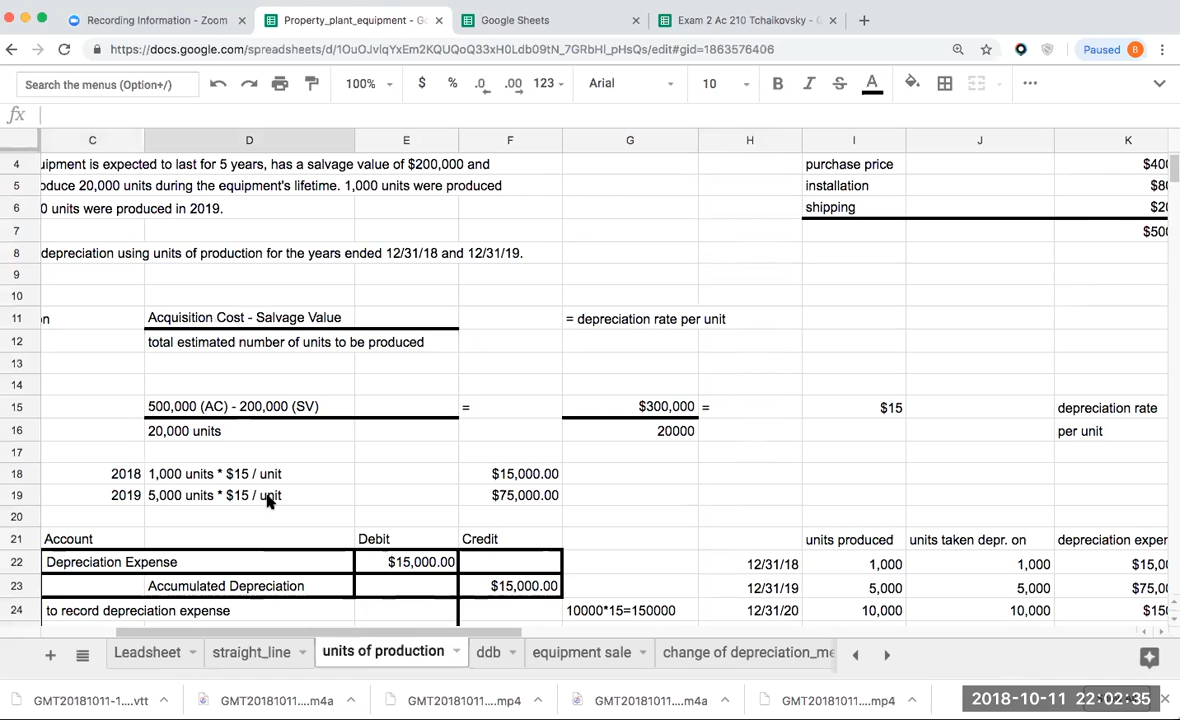 Recording Information - Zoom × Property_plant_equipment - Go × Google Sheets × Exam 2 Ac 210 Tchaikovsky - G × +
https://docs.google.com/spreadsheets/d/1OuOJvlqYxEm2KQUQoQ33xH0Ldb09tN_7GRbHl_pHsQs/edit#gid=1863576406 Paused B
Search the menus (Option+/) 100% $ % .0 .00 123 Arial 10 B I S A
fx
C D E F G H I J K
4 uipment is expected to last for 5 years, has a salvage value of $200,000 and purchase price $400
5 oduce 20,000 units during the equipment's lifetime. 1,000 units were produced installation $80
6 0 units were produced in 2019. shipping $20
7 $500
8 depreciation using units of production for the years ended 12/31/18 and 12/31/19.
9
10
11 n Acquisition Cost - Salvage Value = depreciation rate per unit
12 total estimated number of units to be produced
13
14
15 500,000 (AC) - 200,000 (SV) = $300,000 = $15 depreciation rate
16 20,000 units 20000 per unit
17
18 2018 1,000 units * $15 / unit $15,000.00
19 2019 5,000 units * $15 / unit $75,000.00
20
21 Account Debit Credit units produced units taken depr. on depreciation exper
22 Depreciation Expense $15,000.00 12/31/18 1,000 1,000 $15,0
23 Accumulated Depreciation $15,000.00 12/31/19 5,000 5,000 $75,0
24 to record depreciation expense 10000*15=150000 12/31/20 10,000 10,000 $150
+ Leadsheet straight_line units of production ddb equipment sale change of depreciation_me
GMT20181011-1....vtt GMT20181011....m4a GMT20181011....mp4 GMT20181011....m4a GMT20181011....mp4 2018-10-11 22:02:35 ×